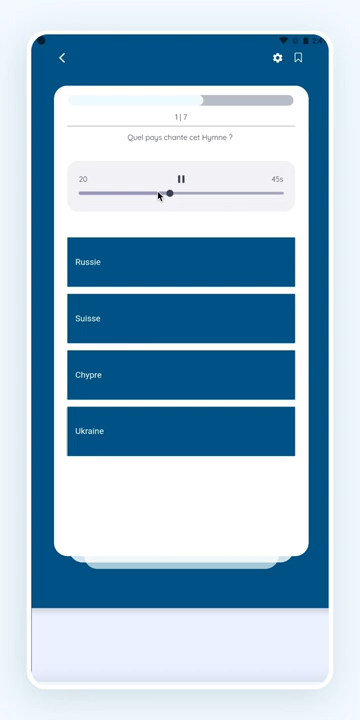 1 | 7
Quel pays chante cet Hymne ?
20 45s
Russie
Suisse
Chypre
Ukraine